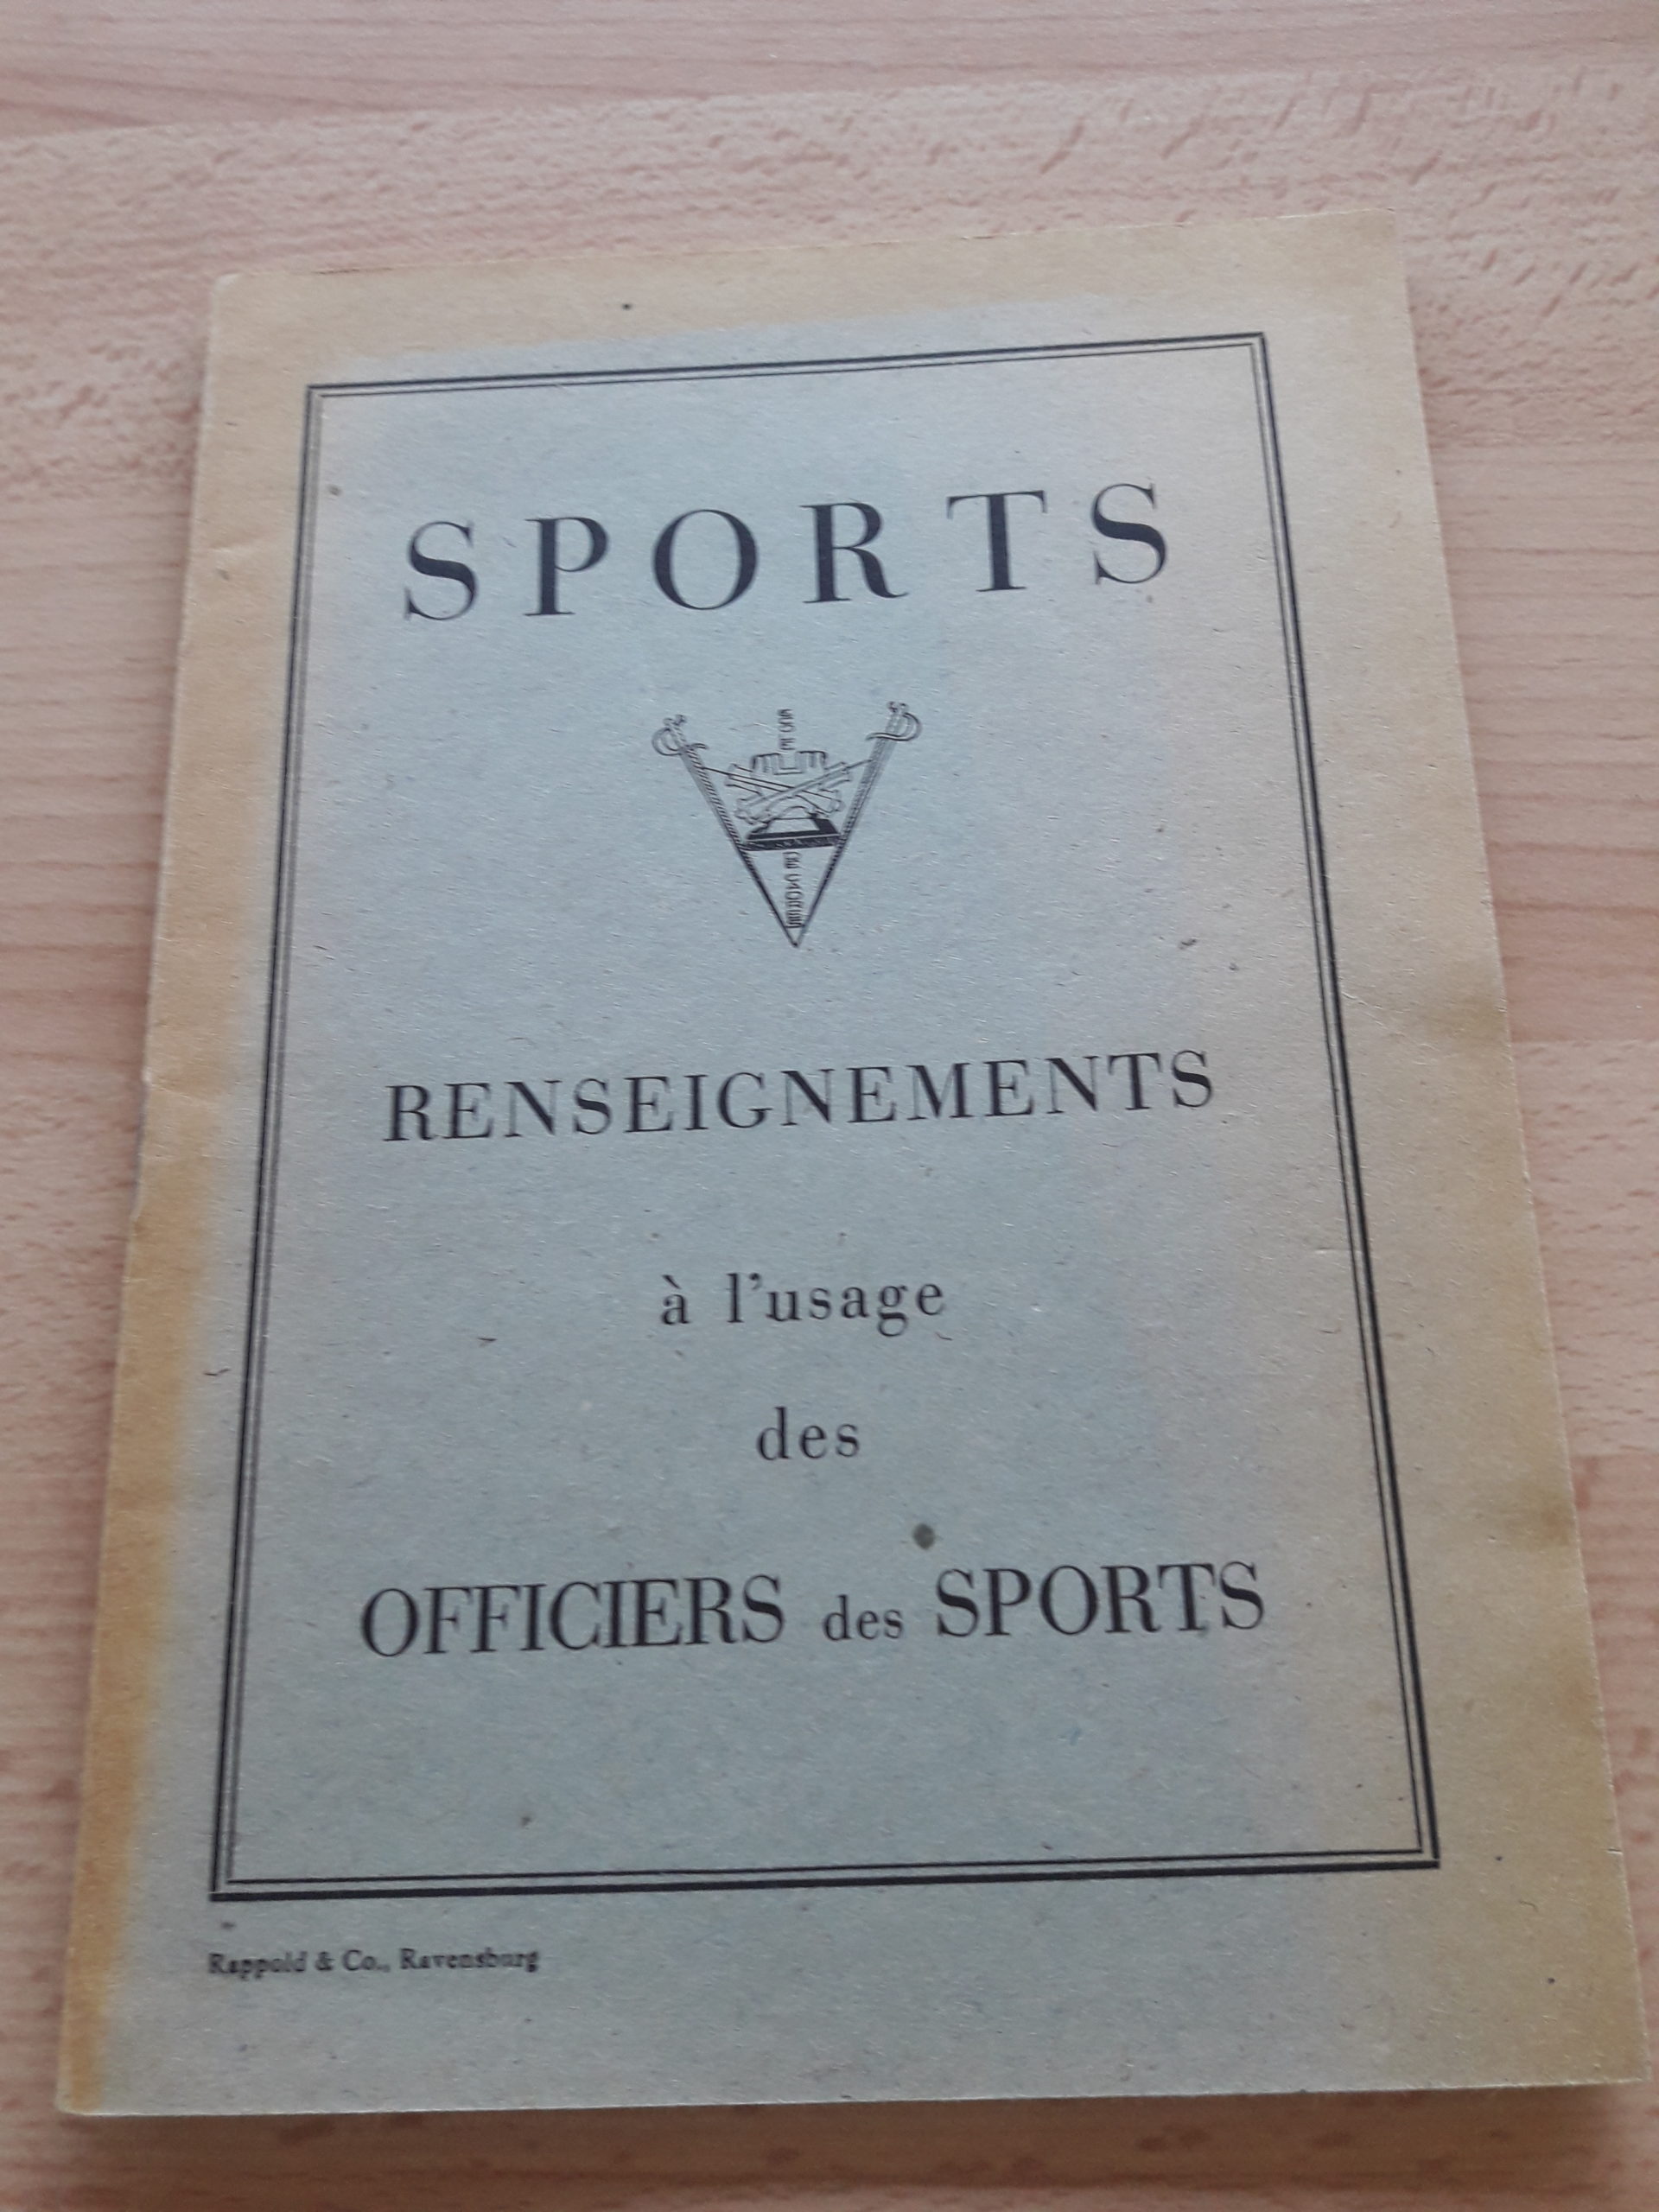 SPORTS
RENSEIGNEMENTS
à l'usage
des
OFFICIERS des SPORTS
Rappold & Co., Ravensburg